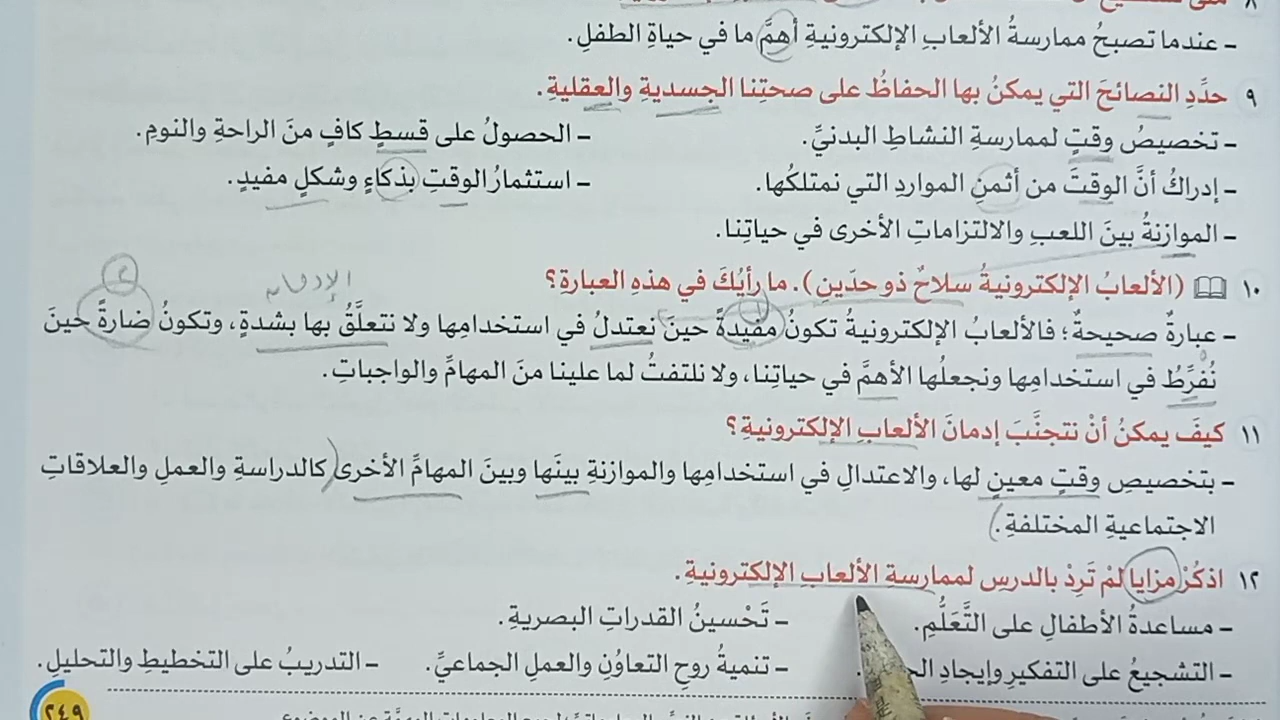 ٨
– عندما تصبحُ ممارسةُ الألعابِ الإلكترونيةِ أهمَّ ما في حياةِ الطفلِ.
٩ حدِّدِ النصائحَ التي يمكنُ بها الحفاظُ على صحتِنا الجسديةِ والعقليةِ.
– تخصيصُ وقتٍ لممارسةِ النشاطِ البدنيِّ. – الحصولُ على قسطٍ كافٍ منَ الراحةِ والنومِ.
– إدراكُ أنَّ الوقتَ من أثمنِ المواردِ التي نمتلكُها. – استثمارُ الوقتِ بذكاءٍ وشكلٍ مفيدٍ.
– الموازنةُ بينَ اللعبِ والالتزاماتِ الأخرى في حياتِنا.
١٠ (الألعابُ الإلكترونيةُ سلاحٌ ذو حدّينِ). ما رأيُكَ في هذهِ العبارةِ؟
– عبارةٌ صحيحةٌ؛ فالألعابُ الإلكترونيةُ تكونُ مفيدةً حينَ نعتدلُ في استخدامِها ولا نتعلَّقُ بها بشدةٍ، وتكونُ ضارةً حينَ
نُفرِّطُ في استخدامِها ونجعلُها الأهمَّ في حياتِنا، ولا نلتفتُ لما علينا منَ المهامِّ والواجباتِ.
١١ كيفَ يمكنُ أنْ نتجنَّبَ إدمانَ الألعابِ الإلكترونيةِ؟
– بتخصيصِ وقتٍ معينٍ لها، والاعتدالِ في استخدامِها والموازنةِ بينَها وبينَ المهامِّ الأخرى (كالدراسةِ والعملِ والعلاقاتِ
الاجتماعيةِ المختلفةِ.)
١٢ اذكُرْ مزايا لمْ تَرِدْ بالدرسِ لممارسةِ الألعابِ الإلكترونيةِ.
– مساعدةُ الأطفالِ على التَّعَلُّمِ. – تَحْسينُ القدراتِ البصريةِ.
– التشجيعُ على التفكيرِ وإيجادِ – تنميةُ روحِ التعاوُنِ والعملِ الجماعيِّ. – التدريبُ على التخطيطِ والتحليلِ.
٢٤٩